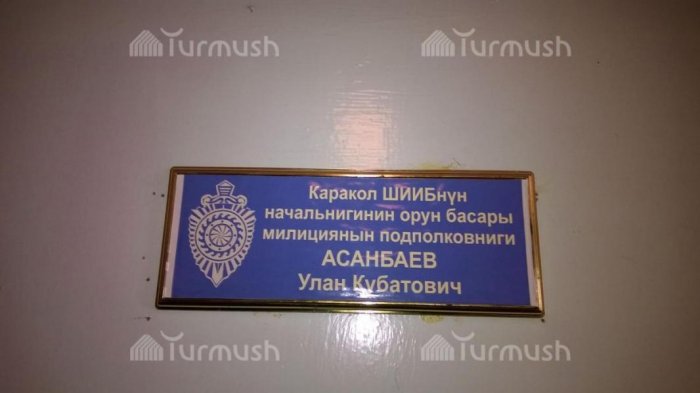 Turmush Turmush
Каракол ШИИБнүн
начальнигинин орун басары
милициянын подполковниги
АСАНБАЕВ
Улан Кубатович
Turmush Turmush